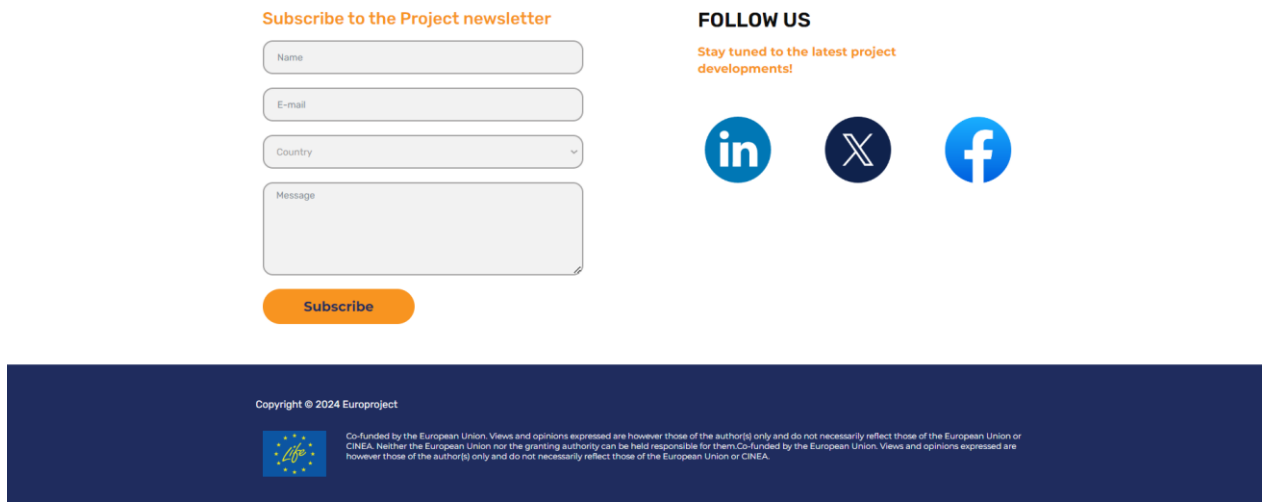 Subscribe to the Project newsletter
Name
E-mail
Country
Message
Subscribe
FOLLOW US
Stay tuned to the latest project
developments!
in
X
f
Copyright © 2024 Europroject
Life
Co-funded by the European Union. Views and opinions expressed are however those of the author(s) only and do not necessarily reflect those of the European Union or
CINEA. Neither the European Union nor the granting authority can be held responsible for them.Co-funded by the European Union. Views and opinions expressed are
however those of the author(s) only and do not necessarily reflect those of the European Union or CINEA.